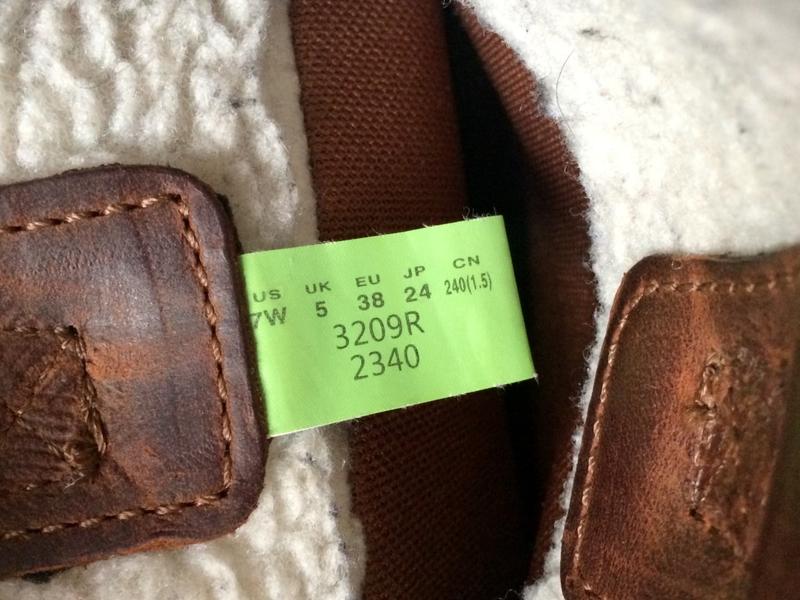 US UK EU JP CN
7W 5 38 24 240(1.5)
3209R
2340